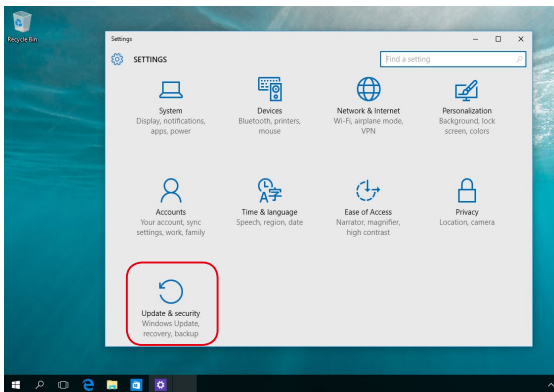 Recycle Bin
Settings
SETTINGS
Find a setting
System
Display, notifications,
apps, power
Devices
Bluetooth, printers,
mouse
Network & Internet
Wi-Fi, airplane mode,
VPN
Personalization
Background, lock
screen, colors
Accounts
Your account, sync
settings, work, family
Time & language
Speech, region, date
Ease of Access
Narrator, magnifier,
high contrast
Privacy
Location, camera
Update & security
Windows Update,
recovery, backup